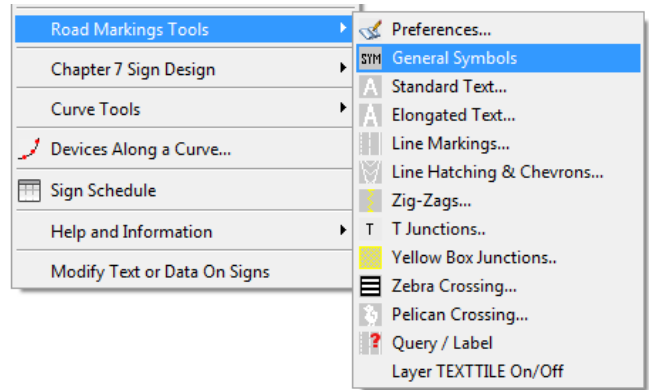 Road Markings Tools
Chapter 7 Sign Design
Curve Tools
Devices Along a Curve...
Sign Schedule
Help and Information
Modify Text or Data On Signs
Preferences...
SYM General Symbols
A Standard Text...
A Elongated Text...
Line Markings...
Line Hatching & Chevrons...
Zig-Zags...
T T Junctions..
Yellow Box Junctions..
Zebra Crossing...
Pelican Crossing...
? Query / Label
Layer TEXTTILE On/Off